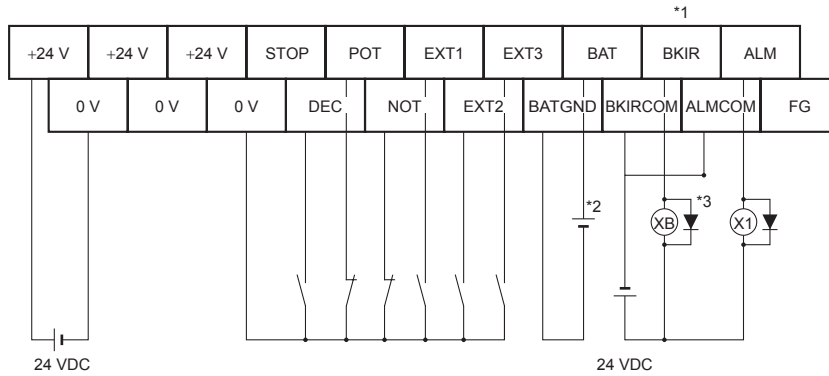 *1
+24 V +24 V +24 V STOP POT EXT1 EXT3 BAT BKIR ALM
0 V 0 V 0 V DEC NOT EXT2 BATGND BKIRCOM ALMCOM FG
*2 XB *3 X1
24 VDC 24 VDC